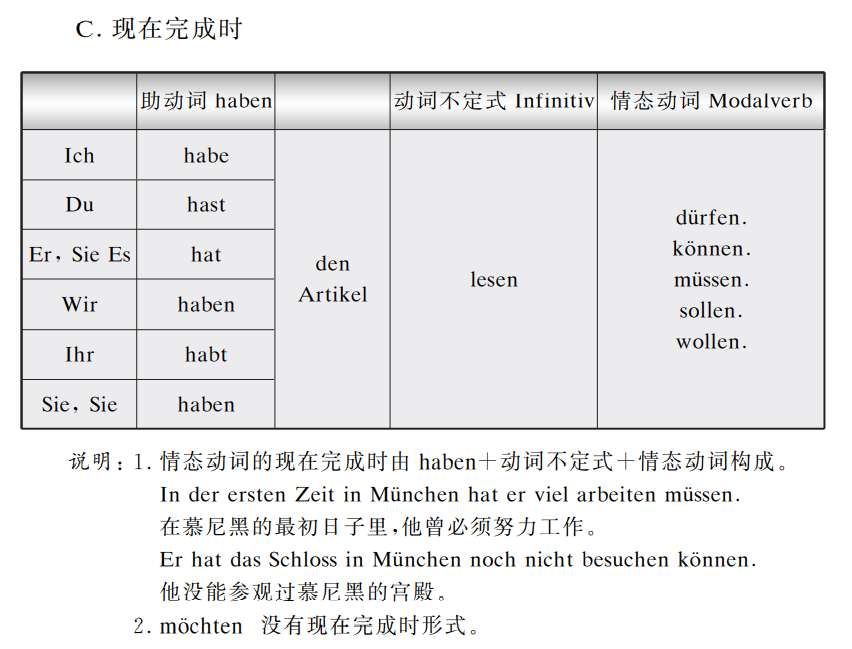 C. 现在完成时
助动词 haben 动词不定式 Infinitiv 情态动词 Modalverb
Ich habe
Du hast
Er, Sie Es hat
Wir haben
Ihr habt
Sie, Sie haben
den
Artikel
lesen
dürfen.
können.
müssen.
sollen.
wollen.
说明：1. 情态动词的现在完成时由 haben＋动词不定式＋情态动词构成。
In der ersten Zeit in München hat er viel arbeiten müssen.
在慕尼黑的最初日子里，他曾必须努力工作。
Er hat das Schloss in München noch nicht besuchen können.
他没能参观过慕尼黑的宫殿。
2. möchten 没有现在完成时形式。